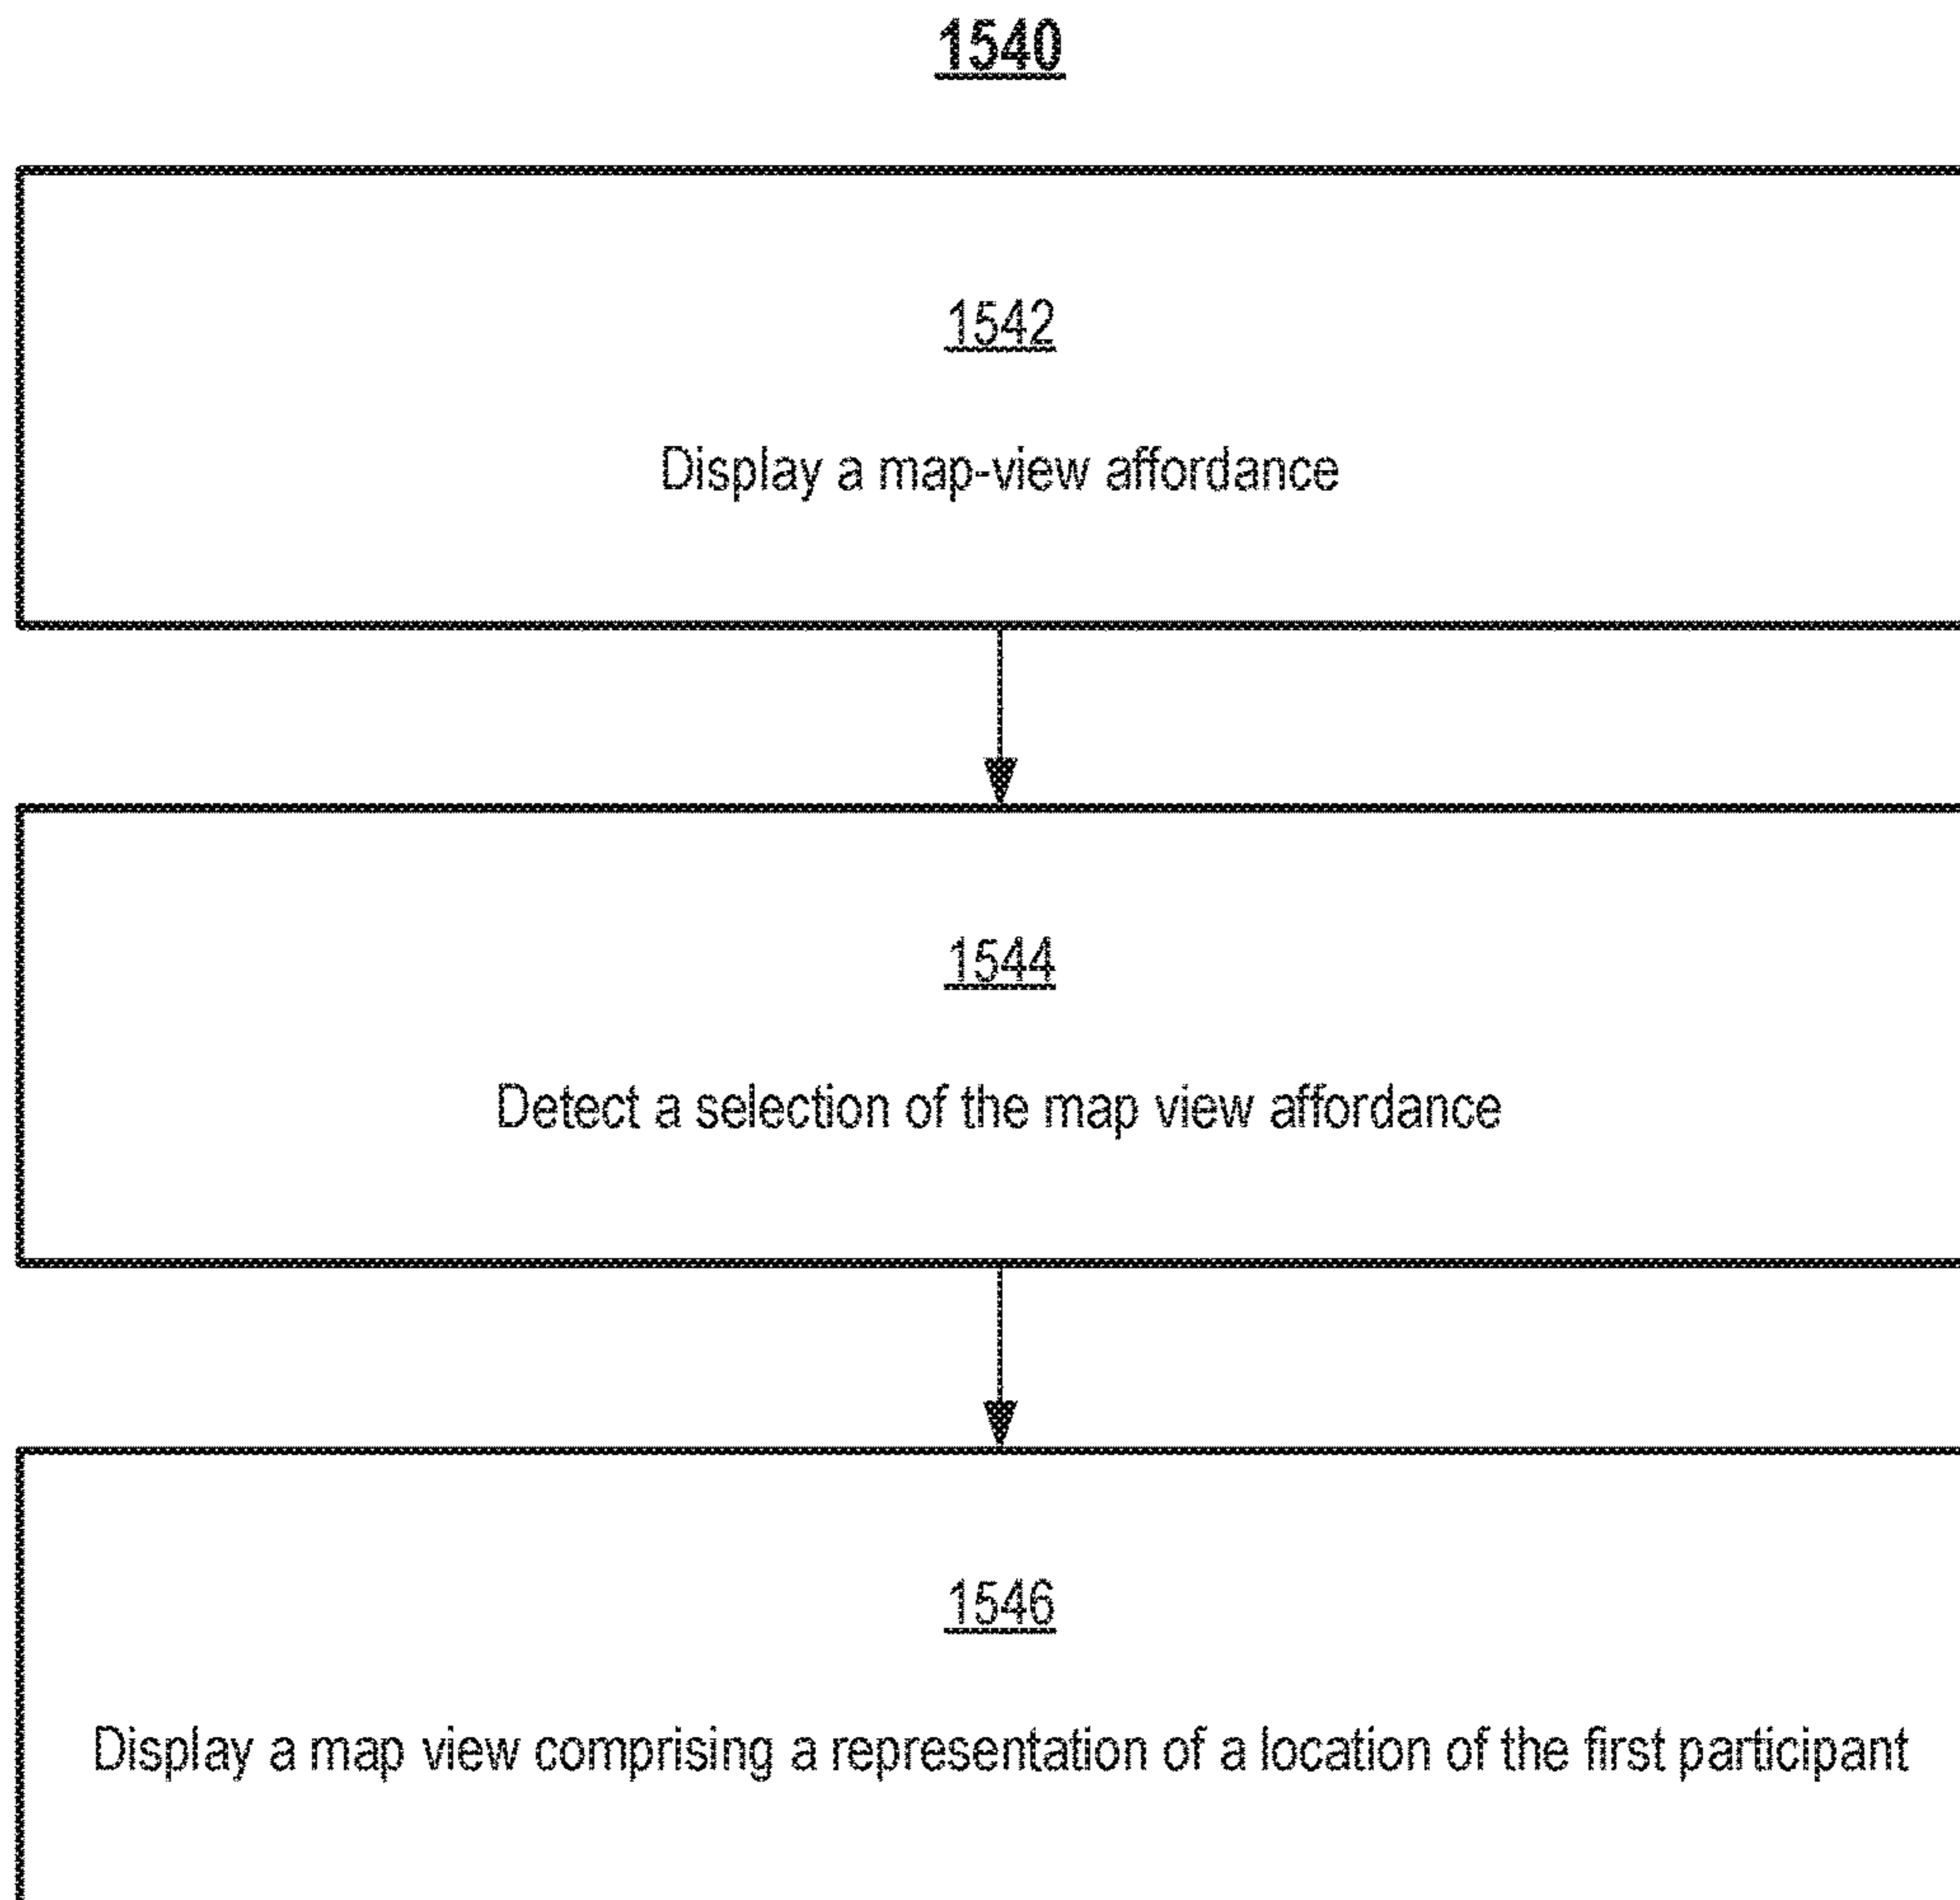 1540
1542
Display a map-view affordance
1544
Detect a selection of the map view affordance
1546
Display a map view comprising a representation of a location of the first participant